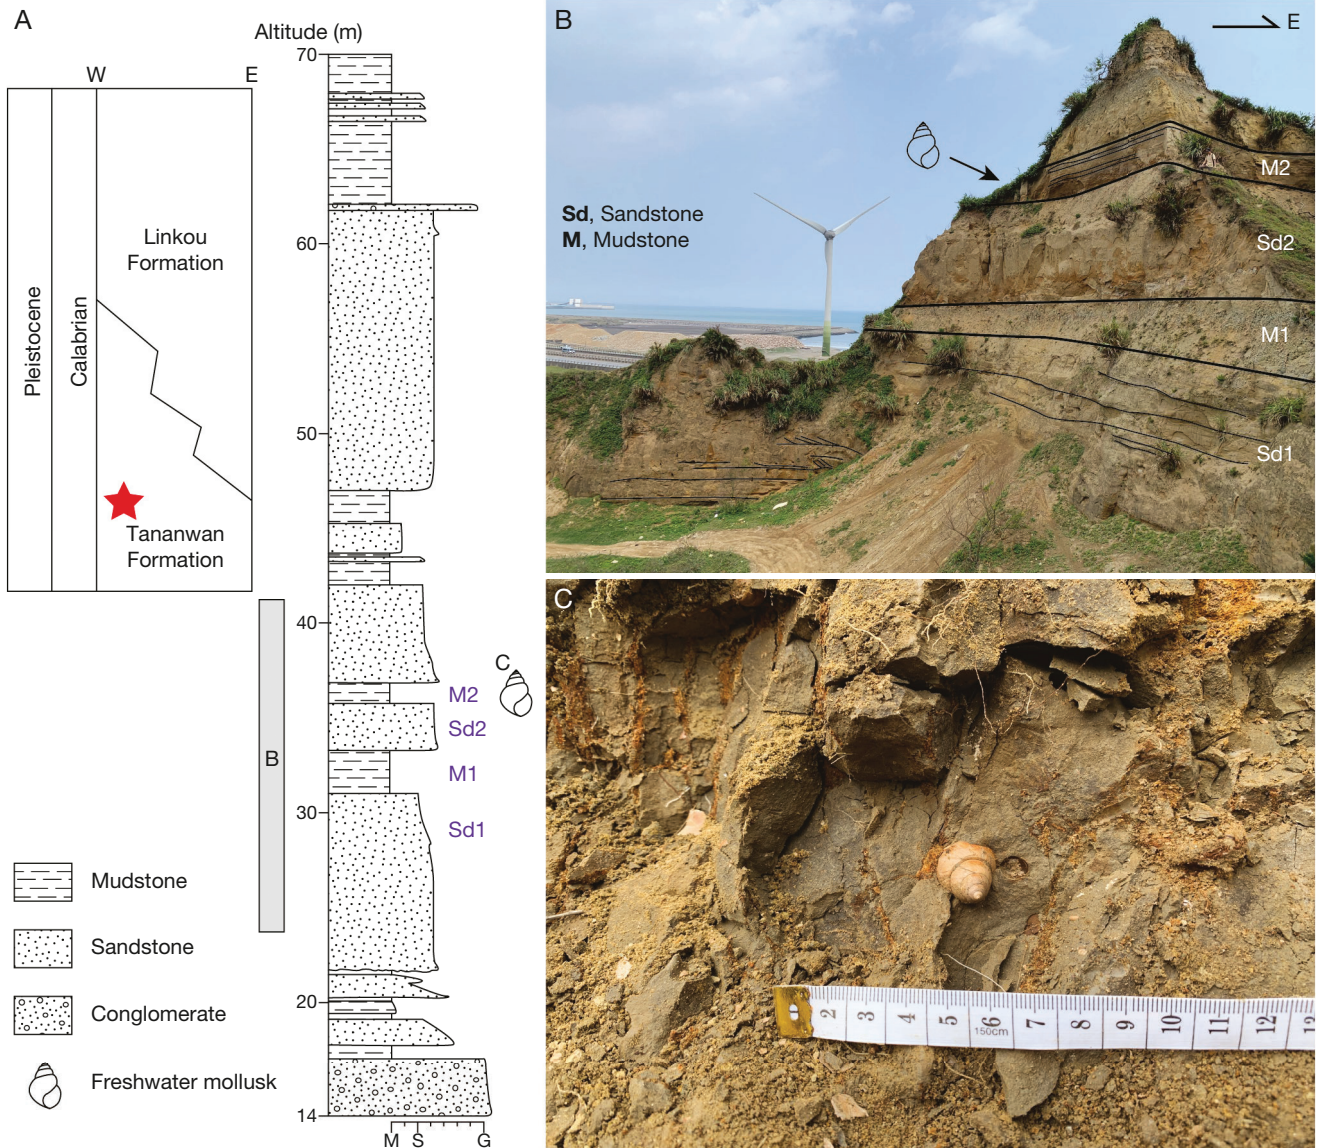 A
Altitude (m)
W
E
Pleistocene
Calabrian
Linkou
Formation
Tananwan
Formation
70
60
50
40
30
20
14
B
C
M2
Sd2
M1
Sd1
Mudstone
Sandstone
Conglomerate
Freshwater mollusk
M S G
B
E
Sd, Sandstone
M, Mudstone
M2
Sd2
M1
Sd1
C
2 3 4 5 6 7 8 9 10 11 12 13
150cm